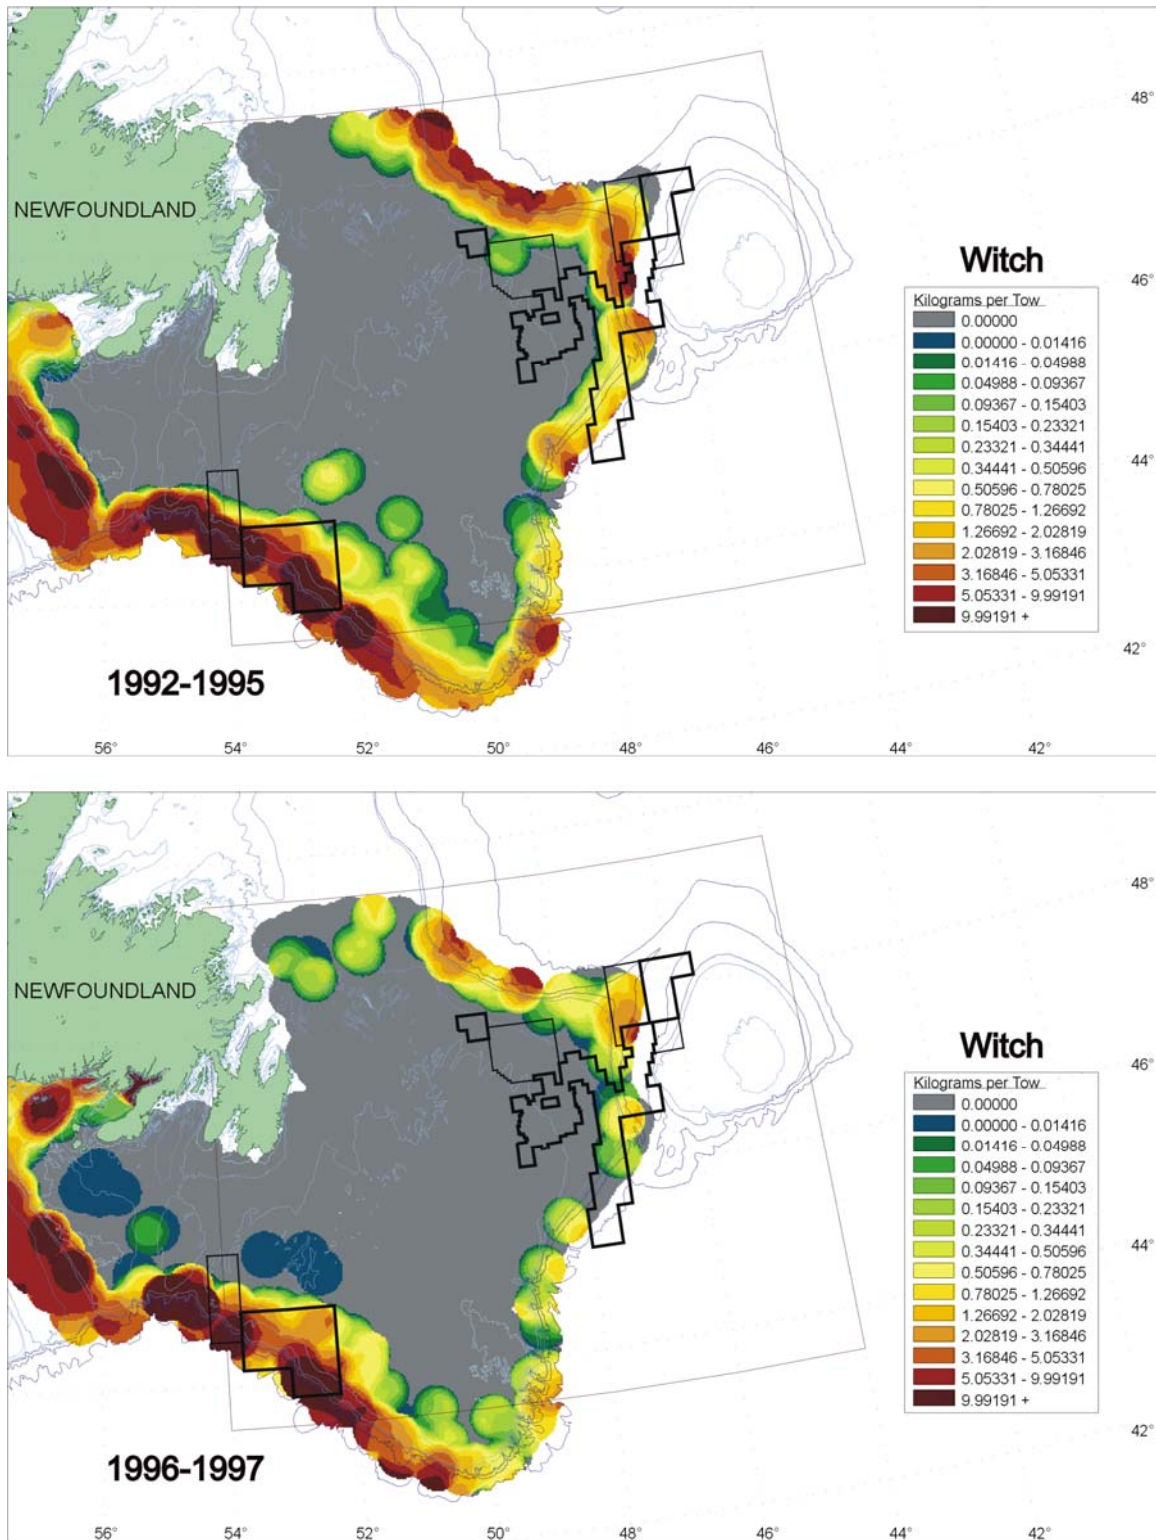 48°
NEWFOUNDLAND
Witch
46°
Kilograms per Tow
0.00000
0.00000 - 0.01416
0.01416 - 0.04988
0.04988 - 0.09367
0.09367 - 0.15403
0.15403 - 0.23321
0.23321 - 0.34441
0.34441 - 0.50596
0.50596 - 0.78025
0.78025 - 1.26692
1.26692 - 2.02819
2.02819 - 3.16846
3.16846 - 5.05331
5.05331 - 9.99191
9.99191 +
44°
42°
1992-1995
56° 54° 52° 50° 48° 46° 44° 42°
48°
NEWFOUNDLAND
Witch
46°
Kilograms per Tow
0.00000
0.00000 - 0.01416
0.01416 - 0.04988
0.04988 - 0.09367
0.09367 - 0.15403
0.15403 - 0.23321
0.23321 - 0.34441
0.34441 - 0.50596
0.50596 - 0.78025
0.78025 - 1.26692
1.26692 - 2.02819
2.02819 - 3.16846
3.16846 - 5.05331
5.05331 - 9.99191
9.99191 +
44°
42°
1996-1997
56° 54° 52° 50° 48° 46° 44° 42°